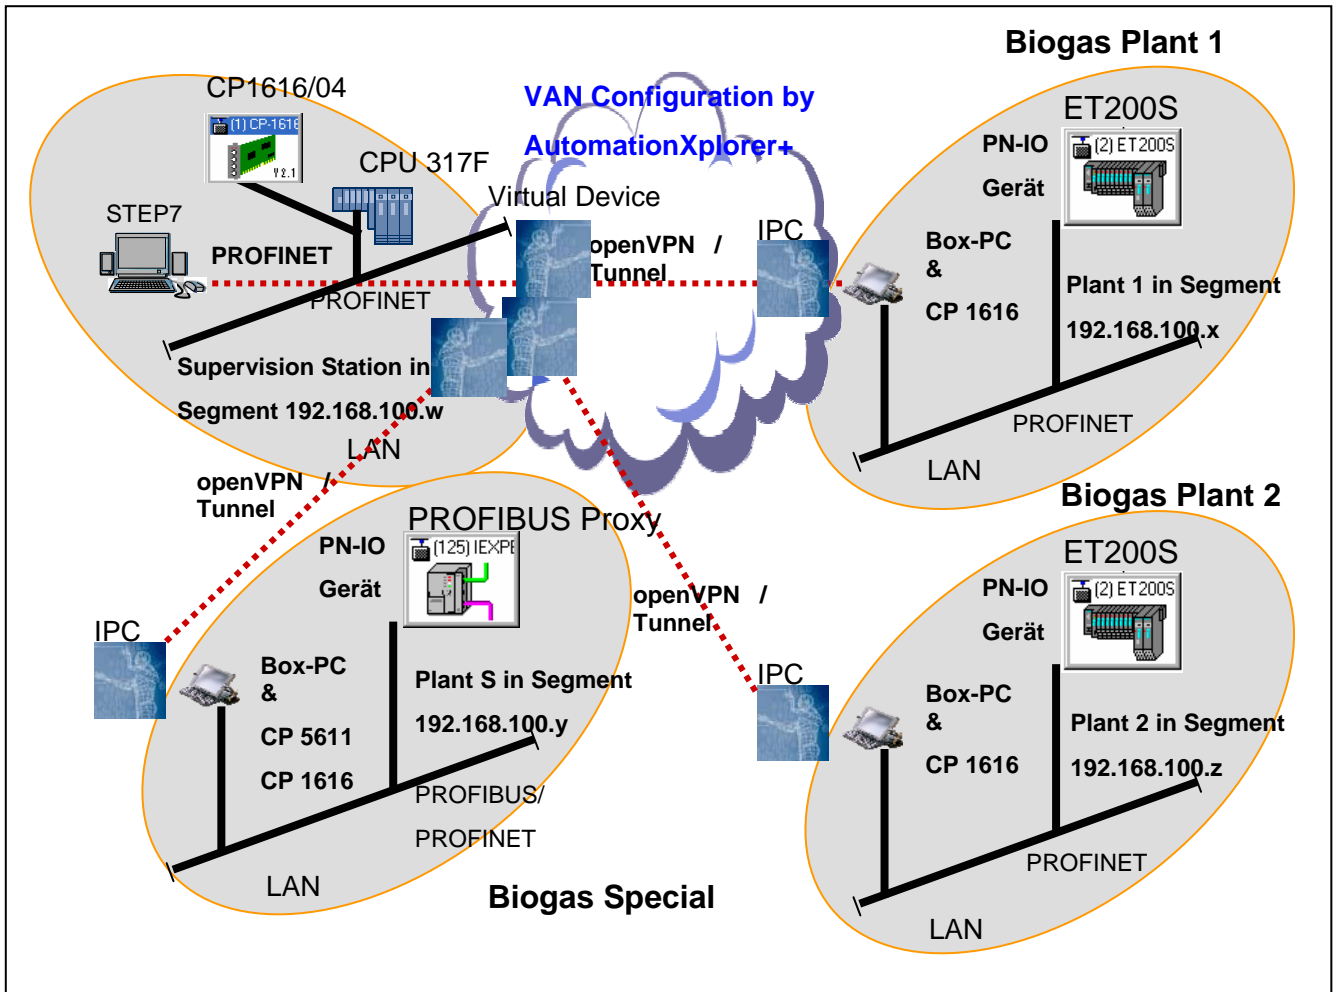 Biogas Plant 1
CP1616/04
(1) CP-1616
V2.1
VAN Configuration by
AutomationXplorer+
ET200S
PN-IO
Gerät
(2) ET200S
CPU 317F
Virtual Device
STEP7
PROFINET
PROFINET
openVPN /
Tunnel
IPC
Box-PC
&
CP 1616
Plant 1 in Segment
192.168.100.x
Supervision Station in
Segment 192.168.100.w
LAN
PROFINET
LAN
openVPN /
Tunnel
Biogas Plant 2
PROFIBUS Proxy
PN-IO
Gerät
(125) IEXPE
ET200S
PN-IO
Gerät
(2) ET200S
openVPN /
Tunnel
IPC
Box-PC
&
CP 5611
CP 1616
Plant S in Segment
192.168.100.y
PROFIBUS/
PROFINET
LAN
Biogas Special
IPC
Box-PC
&
CP 1616
Plant 2 in Segment
192.168.100.z
PROFINET
LAN